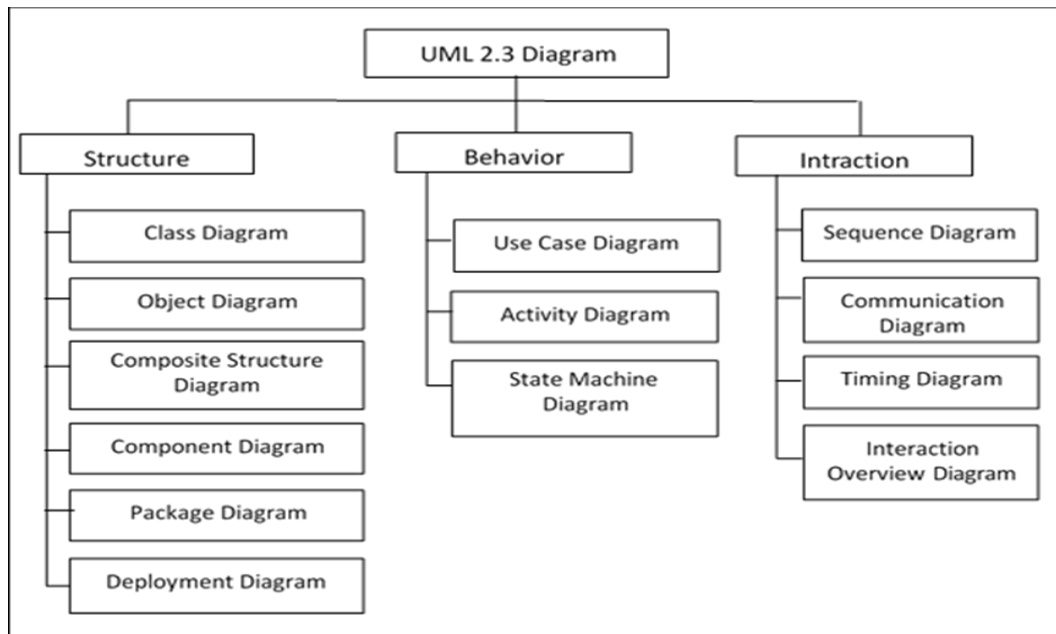 UML 2.3 Diagram
Structure
Class Diagram
Object Diagram
Composite Structure
Diagram
Component Diagram
Package Diagram
Deployment Diagram
Behavior
Use Case Diagram
Activity Diagram
State Machine
Diagram
Intraction
Sequence Diagram
Communication
Diagram
Timing Diagram
Interaction
Overview Diagram